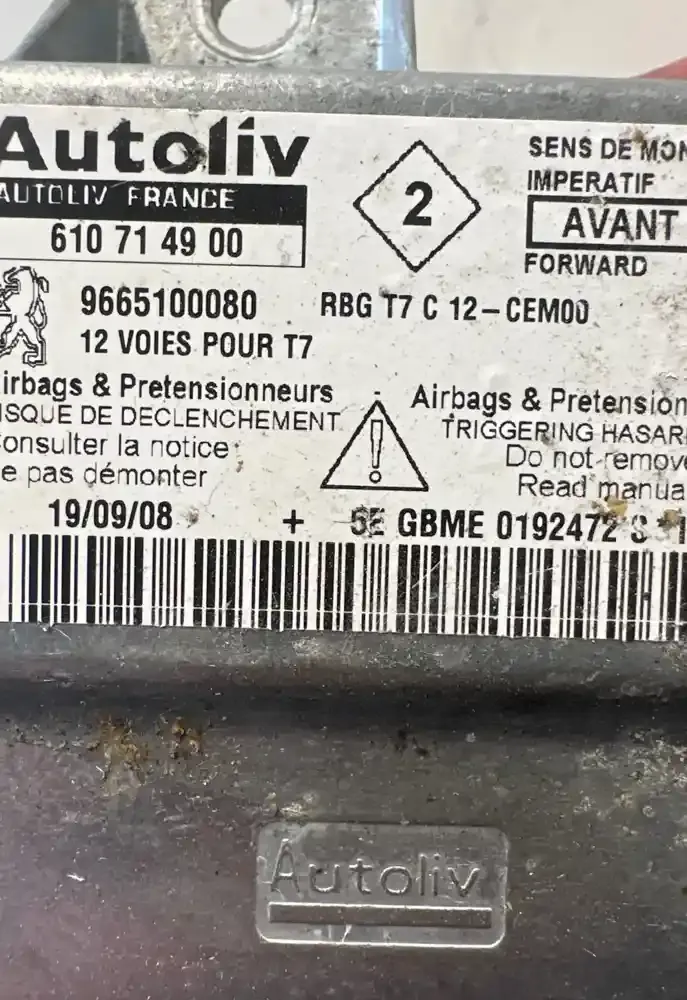 Autoliv
AUTOLIV FRANCE
610 71 49 00
2
SENS DE MON
IMPERATIF
AVANT
FORWARD
9665100080 RBG T7 C 12-CEM00
12 VOIES POUR T7
irbags & Pretensionneurs
ISQUE DE DECLENCHEMENT
onsulter la notice
e pas démonter
!
Airbags & Pretension
TRIGGERING HASAR
Do not remove
Read manua
19/09/08 + 5E GBME 0192472
Autoliv